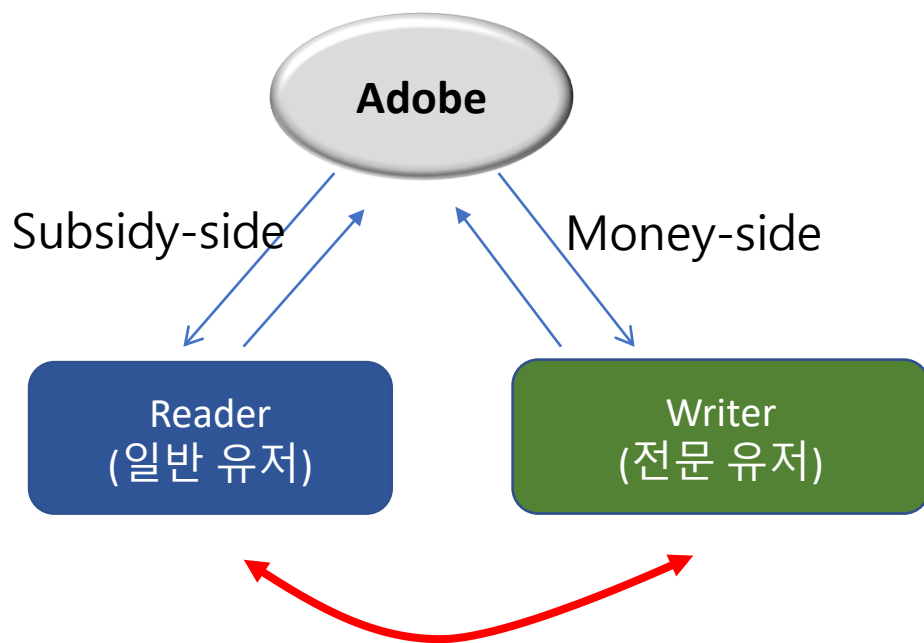 Adobe
Subsidy-side
Money-side
Reader
(일반 유저)
Writer
(전문 유저)